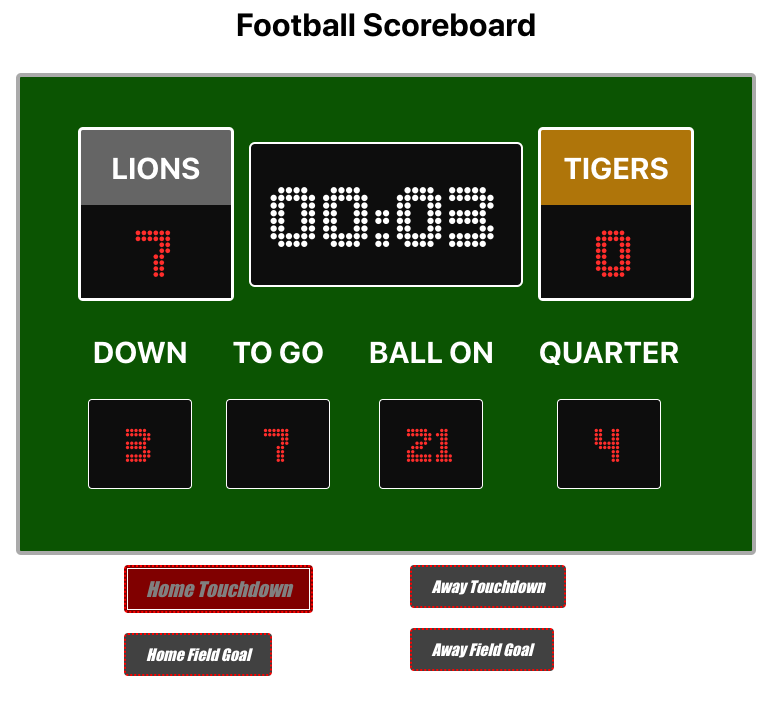 Football Scoreboard
LIONS
00:03
TIGERS
7
0
DOWN TO GO BALL ON QUARTER
3 7 21 4
Home Touchdown
Away Touchdown
Home Field Goal
Away Field Goal